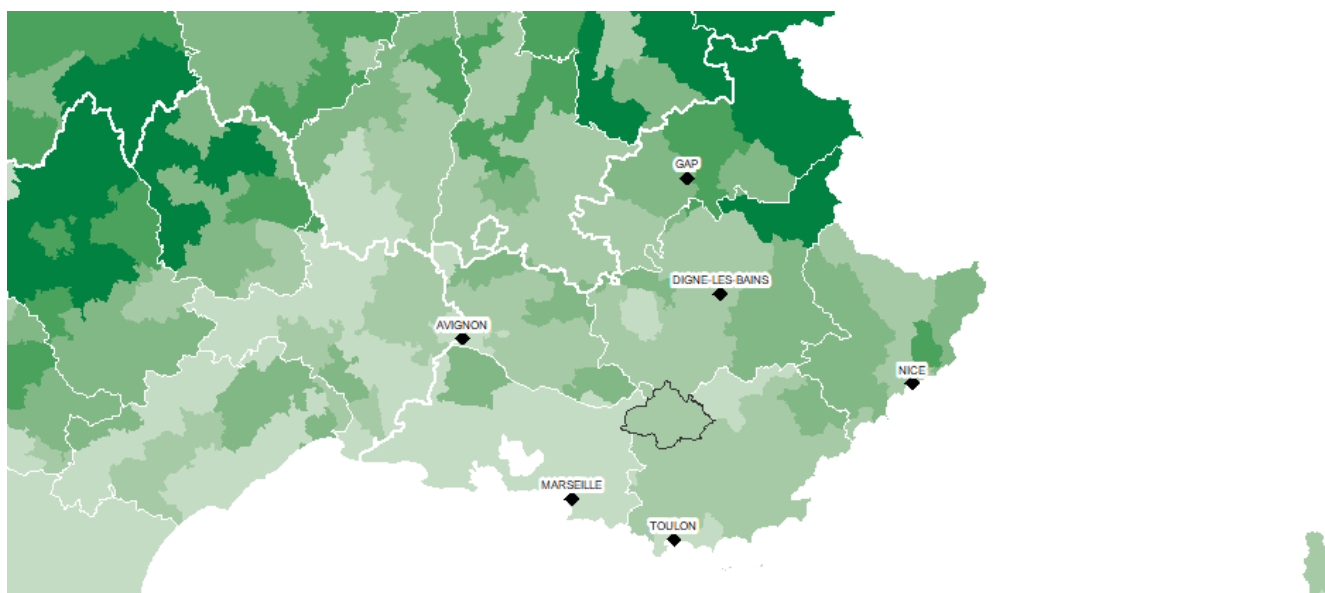 GAP
DIGNE-LES-BAINS
AVIGNON
NICE
MARSEILLE
TOULON